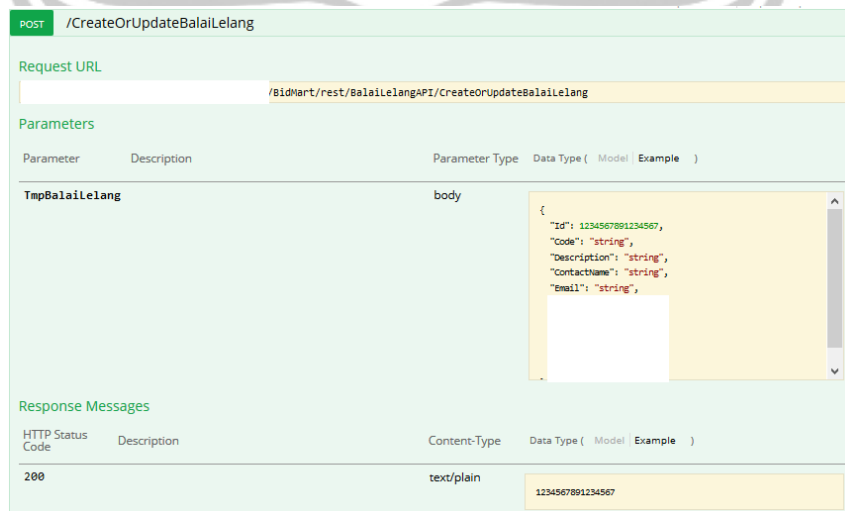 POST /CreateOrUpdateBalaiLelang
Request URL
/BidMart/rest/BalaiLelangAPI/CreateOrUpdateBalaiLelang
Parameters
Parameter Description Parameter Type Data Type ( Model Example )
TmpBalaiLelang body
{
"Id": 1234567891234567,
"Code": "string",
"Description": "string",
"ContactName": "string",
"Email": "string",
Response Messages
HTTP Status Code Description Content-Type Data Type ( Model Example )
200 text/plain 1234567891234567